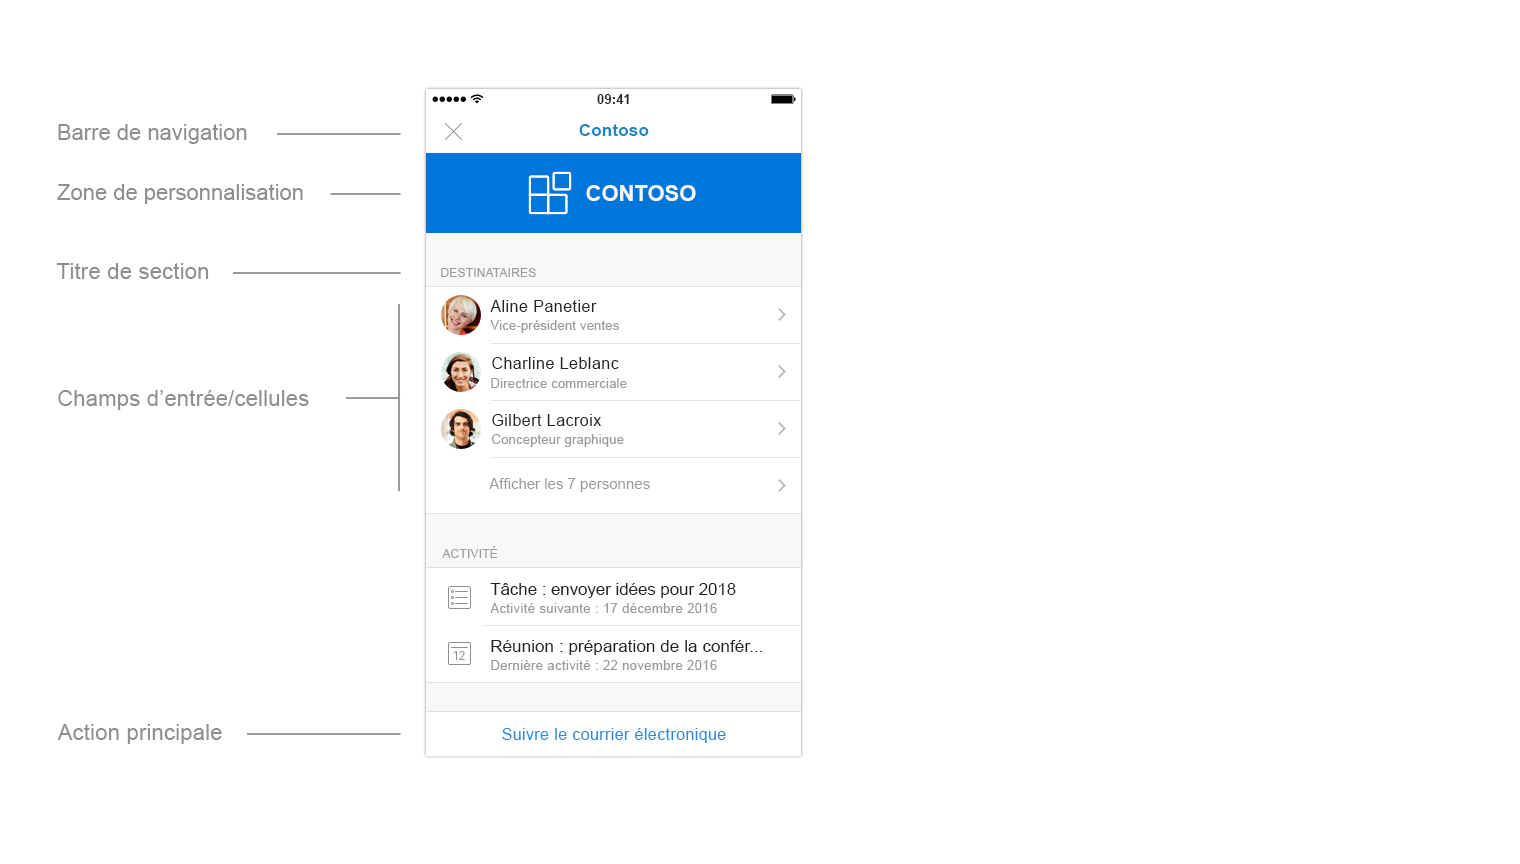 09:41
Barre de navigation
Contoso
Zone de personnalisation
CONTOSO
Titre de section
DESTINATAIRES
Aline Panetier
Vice-président ventes
Charline Leblanc
Directrice commerciale
Champs d’entrée/cellules
Gilbert Lacroix
Concepteur graphique
Afficher les 7 personnes
ACTIVITÉ
Tâche : envoyer idées pour 2018
Activité suivante : 17 décembre 2016
Réunion : préparation de la confér...
12
Dernière activité : 22 novembre 2016
Action principale
Suivre le courrier électronique